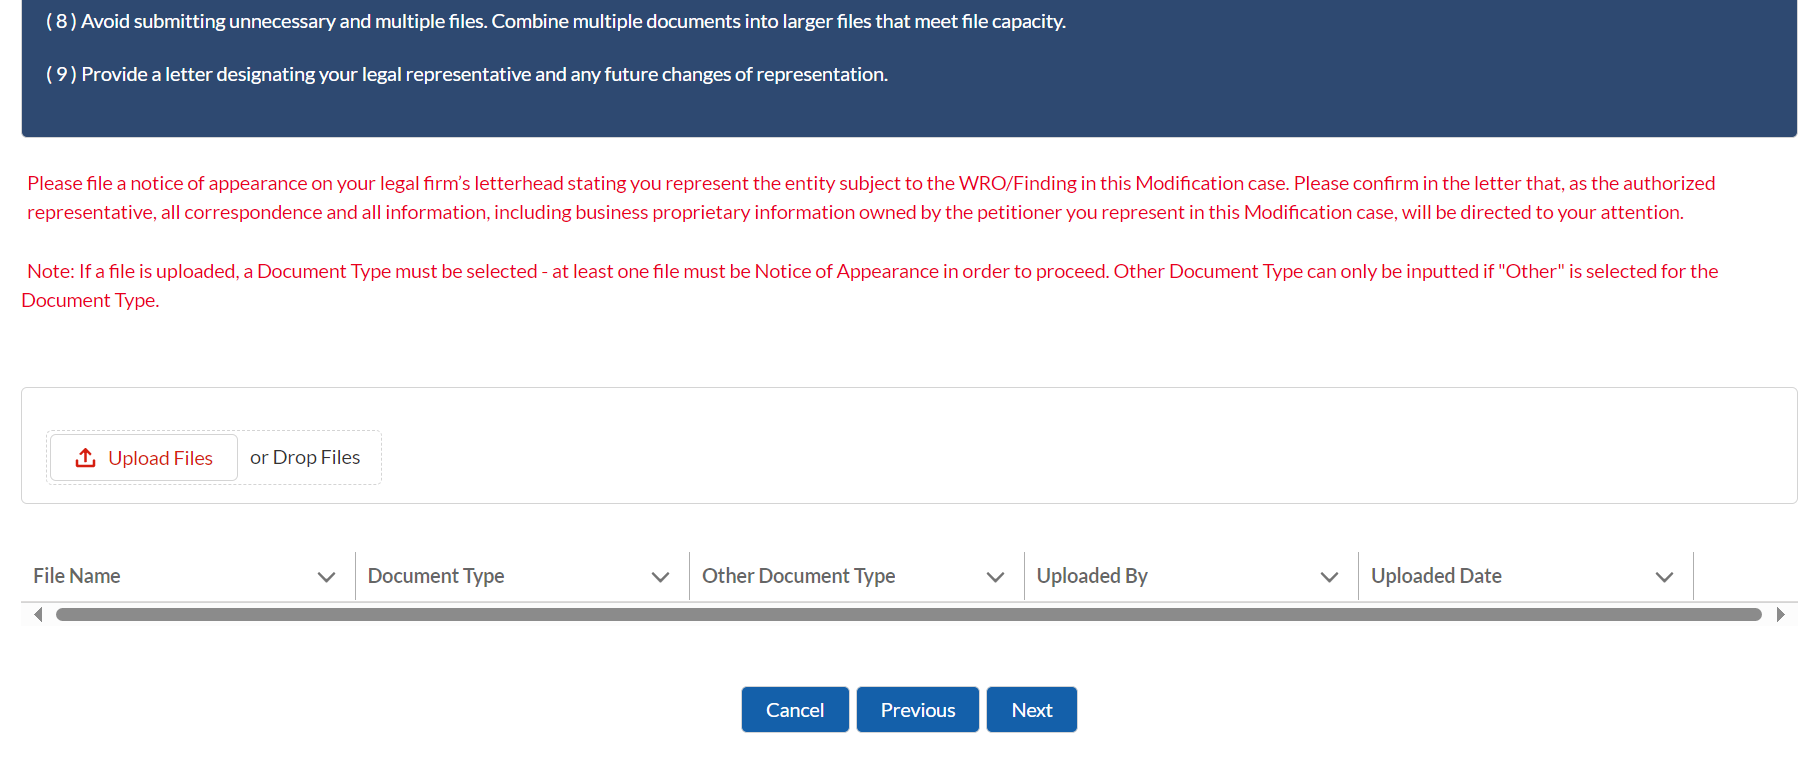 ( 8 ) Avoid submitting unnecessary and multiple files. Combine multiple documents into larger files that meet file capacity.
( 9 ) Provide a letter designating your legal representative and any future changes of representation.
Please file a notice of appearance on your legal firm’s letterhead stating you represent the entity subject to the WRO/Finding in this Modification case. Please confirm in the letter that, as the authorized
representative, all correspondence and all information, including business proprietary information owned by the petitioner you represent in this Modification case, will be directed to your attention.
Note: If a file is uploaded, a Document Type must be selected - at least one file must be Notice of Appearance in order to proceed. Other Document Type can only be inputted if "Other" is selected for the
Document Type.
Upload Files or Drop Files
File Name Document Type Other Document Type Uploaded By Uploaded Date
Cancel Previous Next